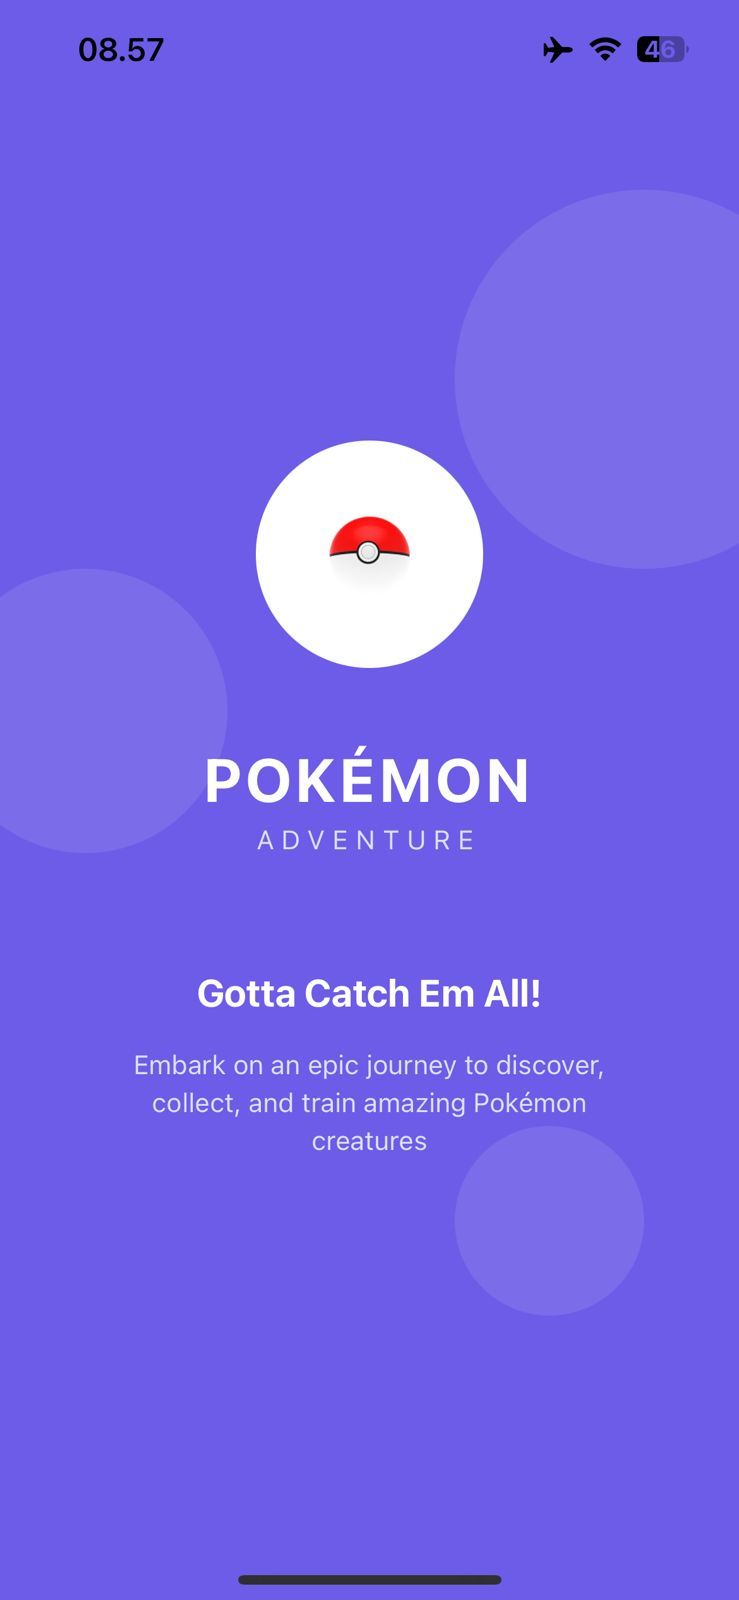 08.57
46
POKÉMON
ADVENTURE
Gotta Catch Em All!
Embark on an epic journey to discover,
collect, and train amazing Pokémon
creatures